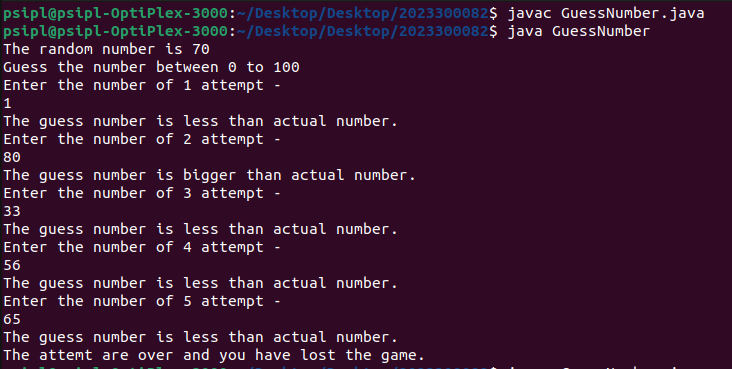 psipl@psipl-OptiPlex-3000:~/Desktop/Desktop/2023300082$ javac GuessNumber.java
psipl@psipl-OptiPlex-3000:~/Desktop/Desktop/2023300082$ java GuessNumber
The random number is 70
Guess the number between 0 to 100
Enter the number of 1 attempt -
1
The guess number is less than actual number.
Enter the number of 2 attempt -
80
The guess number is bigger than actual number.
Enter the number of 3 attempt -
33
The guess number is less than actual number.
Enter the number of 4 attempt -
56
The guess number is less than actual number.
Enter the number of 5 attempt -
65
The guess number is less than actual number.
The attemt are over and you have lost the game.